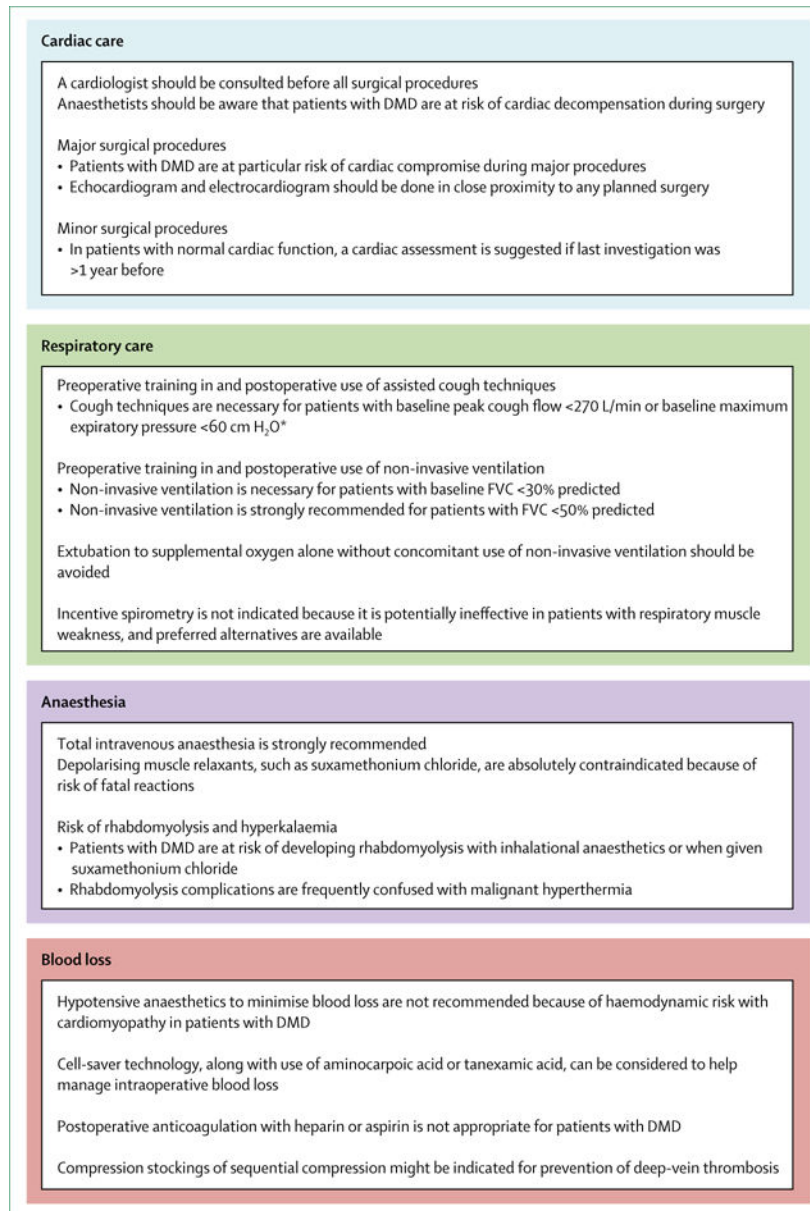 Cardiac care
A cardiologist should be consulted before all surgical procedures
Anaesthetists should be aware that patients with DMD are at risk of cardiac decompensation during surgery
Major surgical procedures
• Patients with DMD are at particular risk of cardiac compromise during major procedures
• Echocardiogram and electrocardiogram should be done in close proximity to any planned surgery
Minor surgical procedures
• In patients with normal cardiac function, a cardiac assessment is suggested if last investigation was
>1 year before
Respiratory care
Preoperative training in and postoperative use of assisted cough techniques
• Cough techniques are necessary for patients with baseline peak cough flow <270 L/min or baseline maximum
expiratory pressure <60 cm H₂O*
Preoperative training in and postoperative use of non-invasive ventilation
• Non-invasive ventilation is necessary for patients with baseline FVC <30% predicted
• Non-invasive ventilation is strongly recommended for patients with FVC <50% predicted
Extubation to supplemental oxygen alone without concomitant use of non-invasive ventilation should be
avoided
Incentive spirometry is not indicated because it is potentially ineffective in patients with respiratory muscle
weakness, and preferred alternatives are available
Anaesthesia
Total intravenous anaesthesia is strongly recommended
Depolarising muscle relaxants, such as suxamethonium chloride, are absolutely contraindicated because of
risk of fatal reactions
Risk of rhabdomyolysis and hyperkalaemia
• Patients with DMD are at risk of developing rhabdomyolysis with inhalational anaesthetics or when given
suxamethonium chloride
• Rhabdomyolysis complications are frequently confused with malignant hyperthermia
Blood loss
Hypotensive anaesthetics to minimise blood loss are not recommended because of haemodynamic risk with
cardiomyopathy in patients with DMD
Cell-saver technology, along with use of aminocarpoic acid or tanexamic acid, can be considered to help
manage intraoperative blood loss
Postoperative anticoagulation with heparin or aspirin is not appropriate for patients with DMD
Compression stockings of sequential compression might be indicated for prevention of deep-vein thrombosis